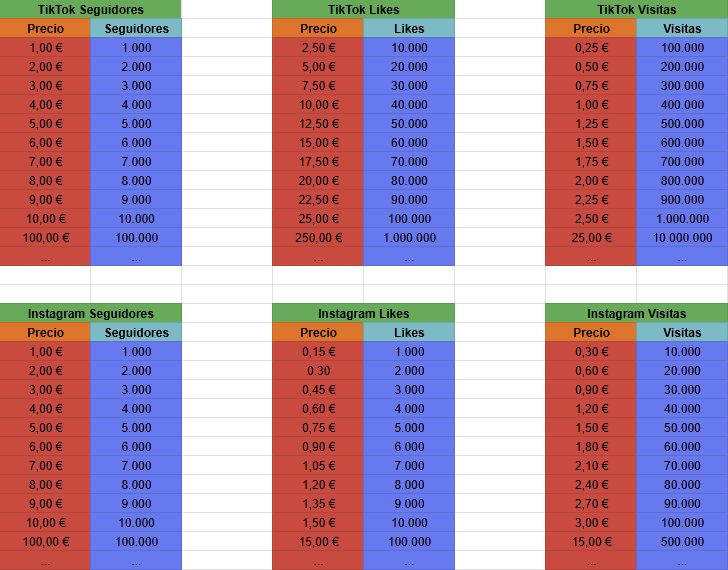 TikTok Seguidores TikTok Likes TikTok Visitas
Precio Seguidores Precio Likes Precio Visitas
1,00 € 1.000 2,50 € 10.000 0,25 € 100.000
2,00 € 2.000 5,00 € 20.000 0,50 € 200.000
3,00 € 3.000 7,50 € 30.000 0,75 € 300.000
4,00 € 4.000 10,00 € 40.000 1,00 € 400.000
5,00 € 5.000 12,50 € 50.000 1,25 € 500.000
6,00 € 6.000 15,00 € 60.000 1,50 € 600.000
7,00 € 7.000 17,50 € 70.000 1,75 € 700.000
8,00 € 8.000 20,00 € 80.000 2,00 € 800.000
9,00 € 9.000 22,50 € 90.000 2,25 € 900.000
10,00 € 10.000 25,00 € 100.000 2,50 € 1.000.000
100,00 € 100.000 250,00 € 1.000.000 25,00 € 10.000.000
... ... ... ... ... ...
Instagram Seguidores Instagram Likes Instagram Visitas
Precio Seguidores Precio Likes Precio Visitas
1,00 € 1.000 0,15 € 1.000 0,30 € 10.000
2,00 € 2.000 0.30 2.000 0,60 € 20.000
3,00 € 3.000 0,45 € 3.000 0,90 € 30.000
4,00 € 4.000 0,60 € 4.000 1,20 € 40.000
5,00 € 5.000 0,75 € 5.000 1,50 € 50.000
6,00 € 6.000 0,90 € 6.000 1,80 € 60.000
7,00 € 7.000 1,05 € 7.000 2,10 € 70.000
8,00 € 8.000 1,20 € 8.000 2,40 € 80.000
9,00 € 9.000 1,35 € 9.000 2,70 € 90.000
10,00 € 10.000 1,50 € 10.000 3,00 € 100.000
100,00 € 100.000 15,00 € 100.000 15,00 € 500.000
... ... ... ... ... ...